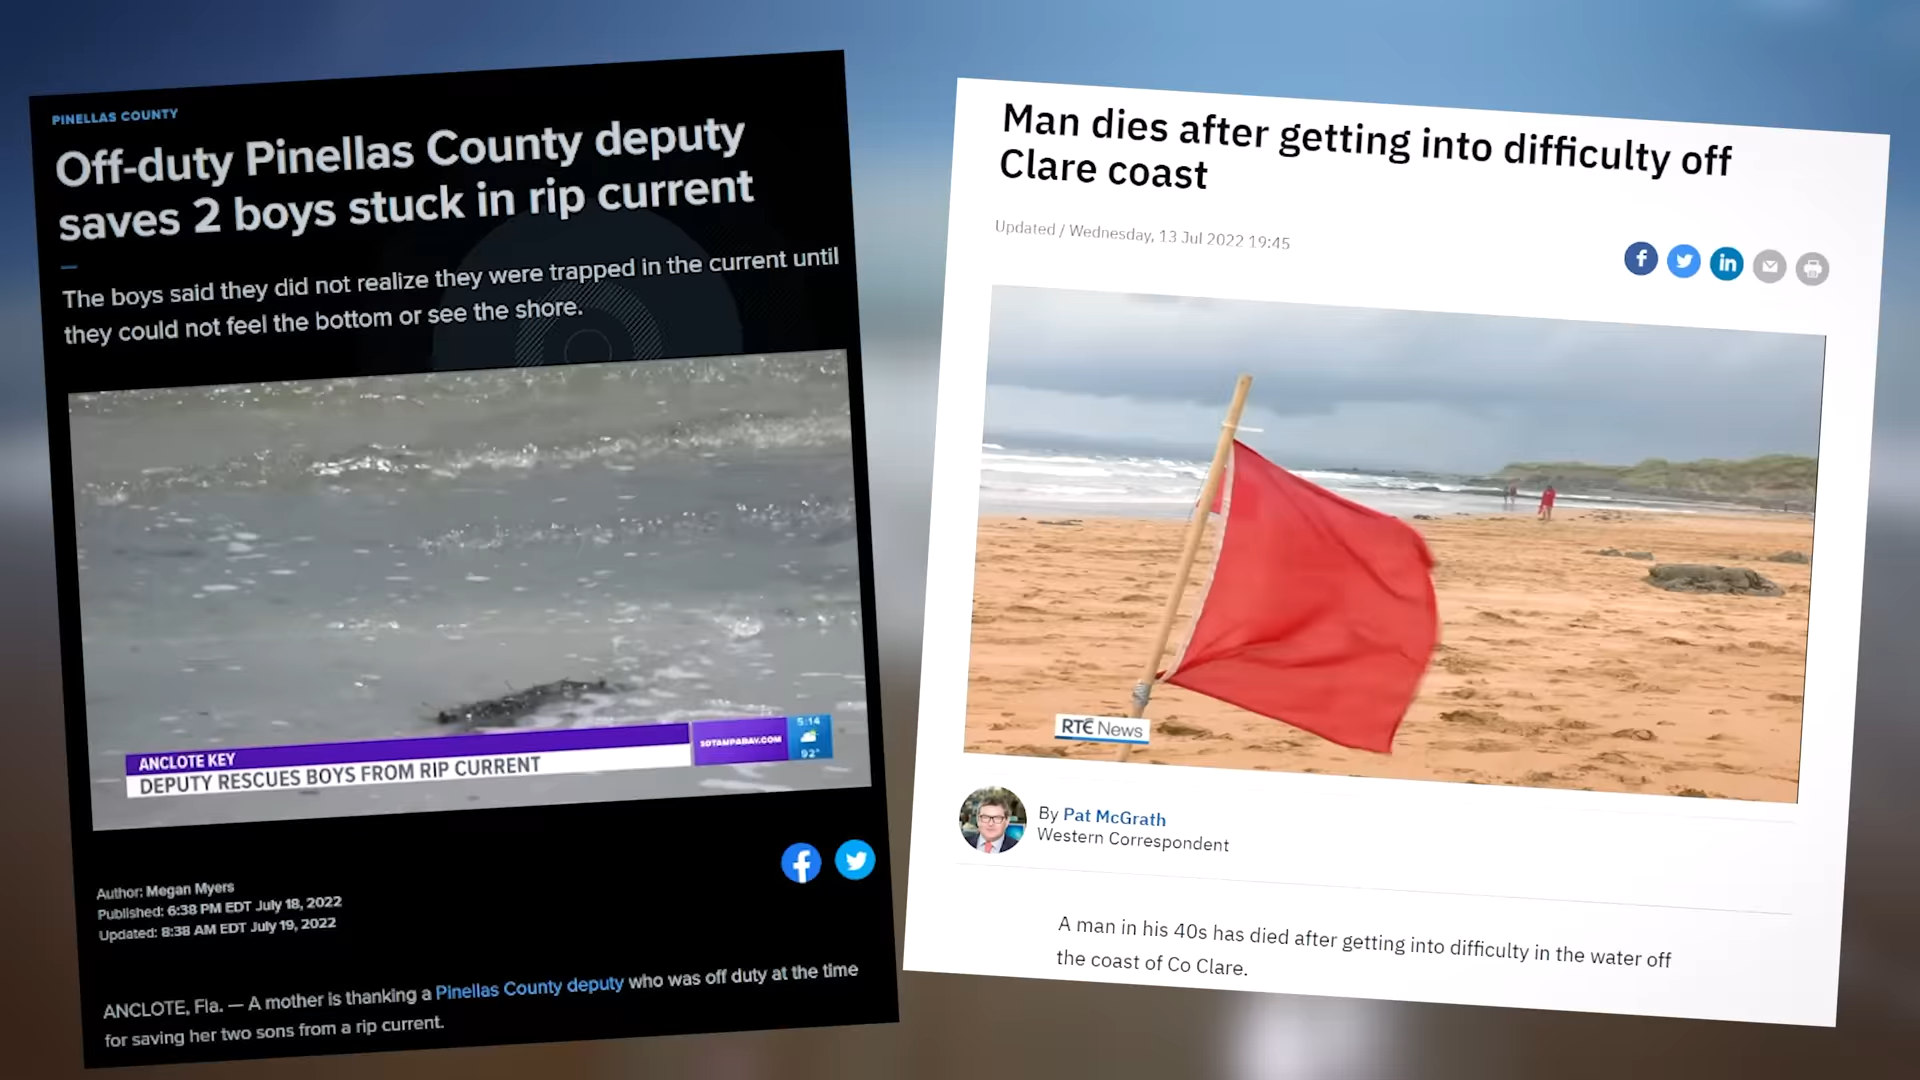 PINELLAS COUNTY
Off-duty Pinellas County deputy
saves 2 boys stuck in rip current
The boys said they did not realize they were trapped in the current until
they could not feel the bottom or see the shore.
ANCLOTE KEY
DEPUTY RESCUES BOYS FROM RIP CURRENT
10TAMPABAY.COM
5:14
92°
Author: Megan Myers
Published: 6:38 PM EDT July 18, 2022
Updated: 8:38 AM EDT July 19, 2022
ANCLOTE, Fla. — A mother is thanking a Pinellas County deputy who was off duty at the time
for saving her two sons from a rip current.
Man dies after getting into difficulty off
Clare coast
Updated / Wednesday, 13 Jul 2022 19:45
RTÉ News
By Pat McGrath
Western Correspondent
A man in his 40s has died after getting into difficulty in the water off
the coast of Co Clare.